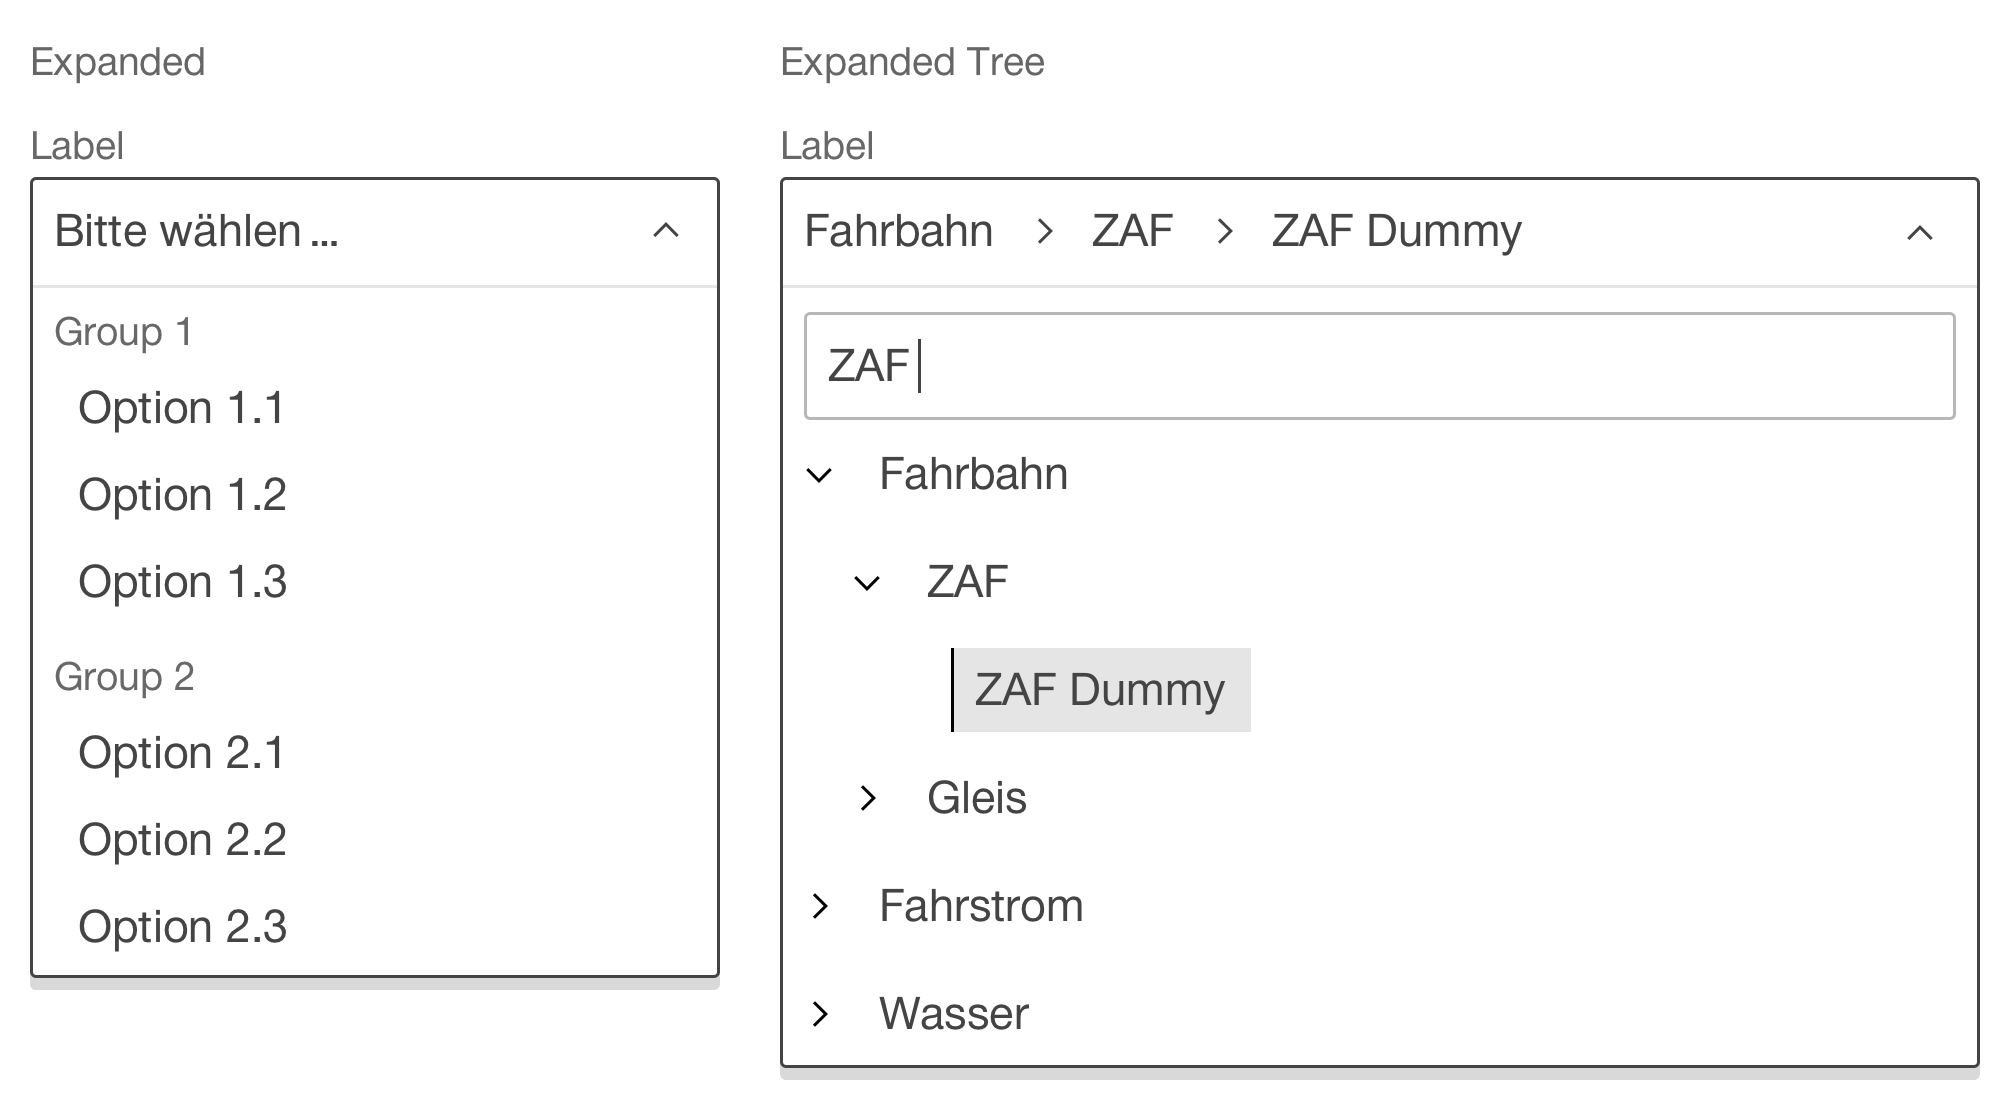 Expanded
Label
Bitte wählen ...
Group 1
Option 1.1
Option 1.2
Option 1.3
Group 2
Option 2.1
Option 2.2
Option 2.3
Expanded Tree
Label
Fahrbahn > ZAF > ZAF Dummy
ZAF
Fahrbahn
ZAF
ZAF Dummy
Gleis
Fahrstrom
Wasser